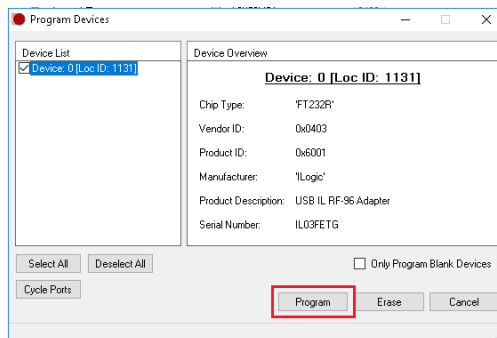 Program Devices
Device List
Device: 0 [Loc ID: 1131]
Device Overview
Device: 0 [Loc ID: 1131]
Chip Type: 'FT232R'
Vendor ID: 0x0403
Product ID: 0x6001
Manufacturer: 'ILogic'
Product Description: USB IL RF-96 Adapter
Serial Number: IL03FETG
Select All Deselect All
Only Program Blank Devices
Cycle Ports
Program Erase Cancel